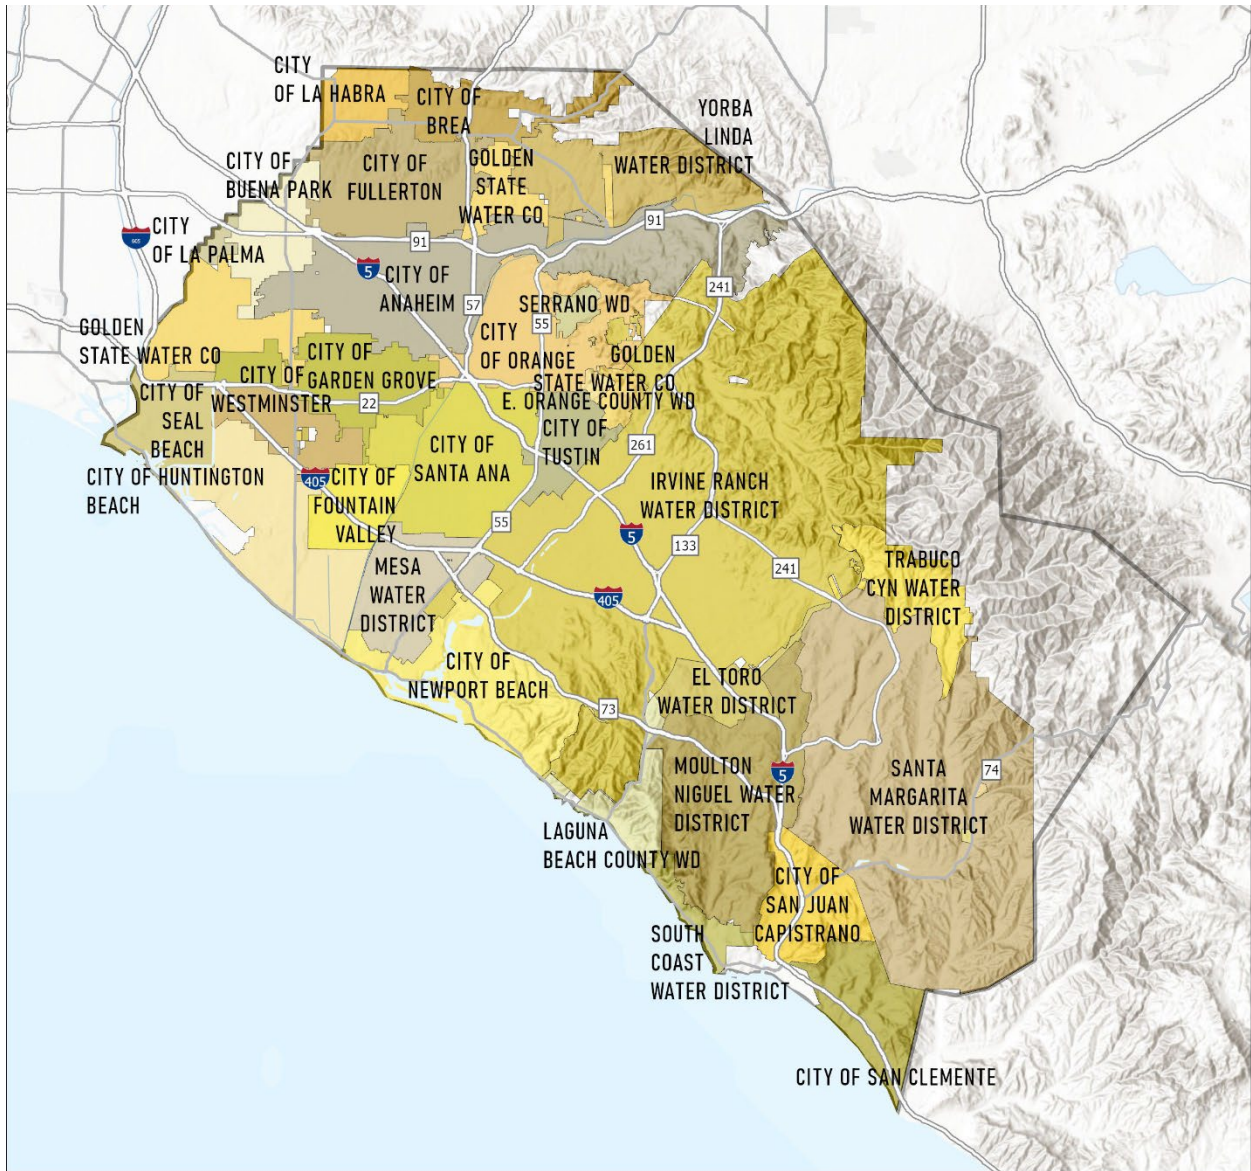 CITY
OF LA HABRA
CITY OF
BREA
YORBA
LINDA
WATER DISTRICT
CITY OF
BUENA PARK
CITY OF
FULLERTON
GOLDEN
STATE
WATER CO
CITY
OF LA PALMA
605
91
91
5
CITY OF
ANAHEIM
57
55
241
SERRANO WD
GOLDEN
STATE WATER CO
CITY
OF ORANGE
GOLDEN
STATE WATER CO
E. ORANGE COUNTY WD
CITY OF
GARDEN GROVE
CITY OF
WESTMINSTER
22
CITY OF
SEAL
BEACH
CITY OF
TUSTIN
261
CITY OF
SANTA ANA
CITY OF HUNTINGTON
BEACH
405
CITY OF
FOUNTAIN
VALLEY
IRVINE RANCH
WATER DISTRICT
55
5
133
241
MESA
WATER
DISTRICT
405
TRABUCO
CYN WATER
DISTRICT
CITY OF
NEWPORT BEACH
EL TORO
WATER DISTRICT
73
MOULTON
NIGUEL WATER
DISTRICT
5
SANTA
MARGARITA
WATER DISTRICT
74
LAGUNA
BEACH COUNTY WD
CITY OF
SAN JUAN
CAPISTRANO
SOUTH
COAST
WATER DISTRICT
CITY OF SAN CLEMENTE